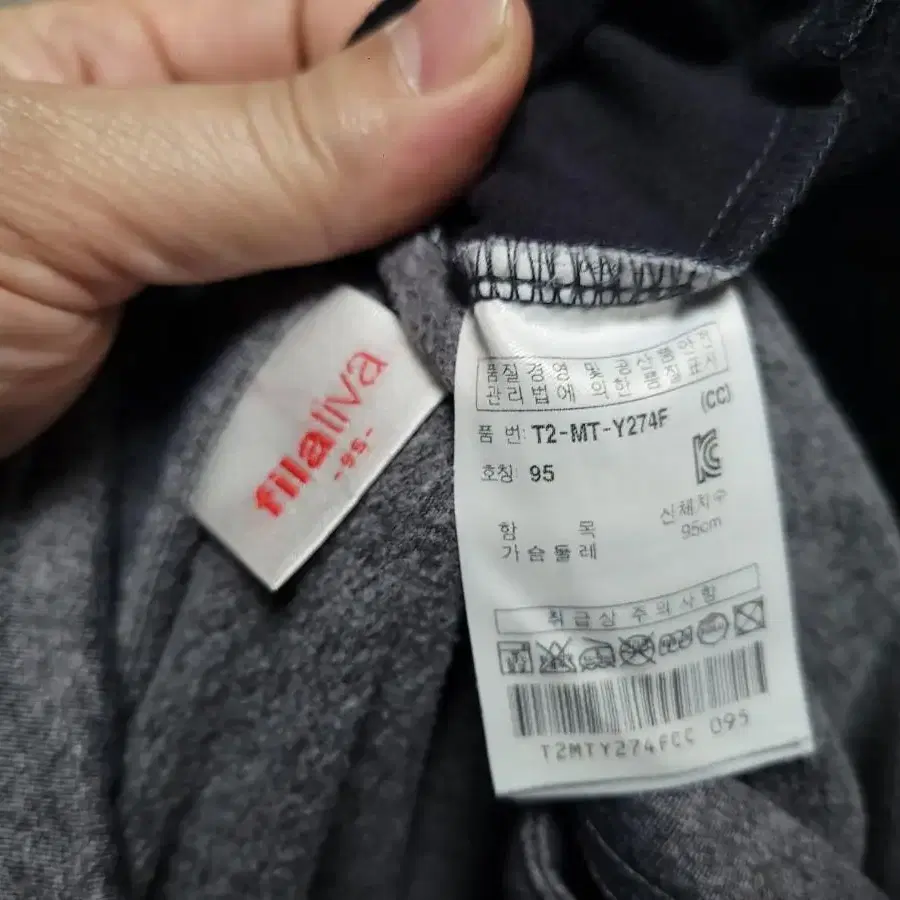 filativa
-95-
품질경영 및 공산품안전
관리법에 의한 품질표시
(CC)
품 번: T2-MT-Y274F
호칭: 95
항 목
신체치수
가슴둘레
95cm
취급상 주의사항
T2MTY274FCC 095